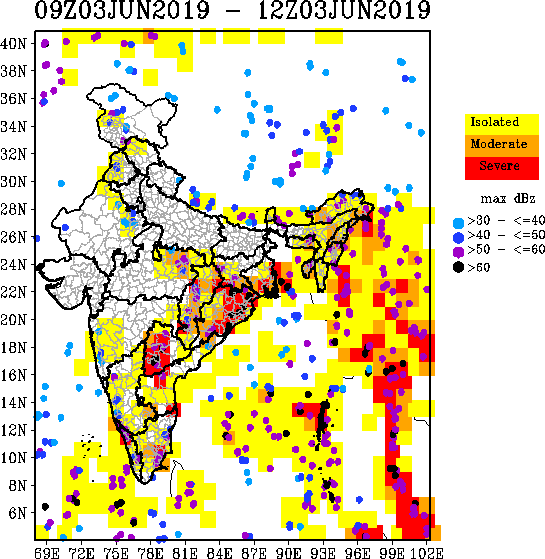 09Z03JUN2019 - 12Z03JUN2019
40N
38N
36N
34N
32N
30N
28N
26N
24N
22N
20N
18N
16N
14N
12N
10N
8N
6N
69E 72E 75E 78E 81E 84E 87E 90E 93E 96E 99E 102E
Isolated
Moderate
Severe
max dBz
>30 - <=40
>40 - <=50
>50 - <=60
>60